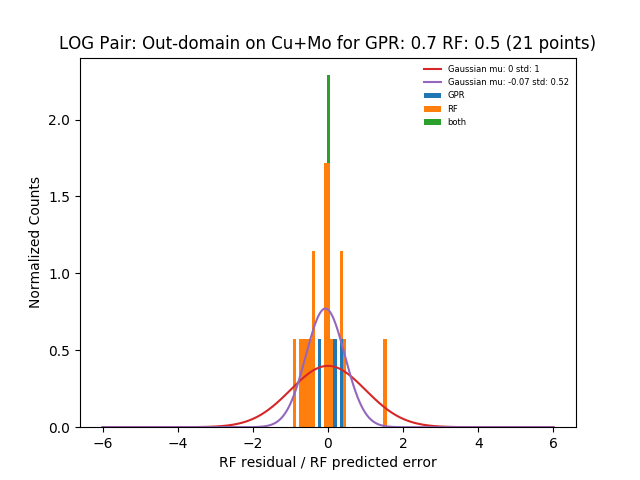 LOG Pair: Out-domain on Cu+Mo for GPR: 0.7 RF: 0.5 (21 points)
Gaussian mu: 0 std: 1
Gaussian mu: -0.07 std: 0.52
GPR
RF
both
Normalized Counts
2.0
1.5
1.0
0.5
0.0
−6 −4 −2 0 2 4 6
RF residual / RF predicted error